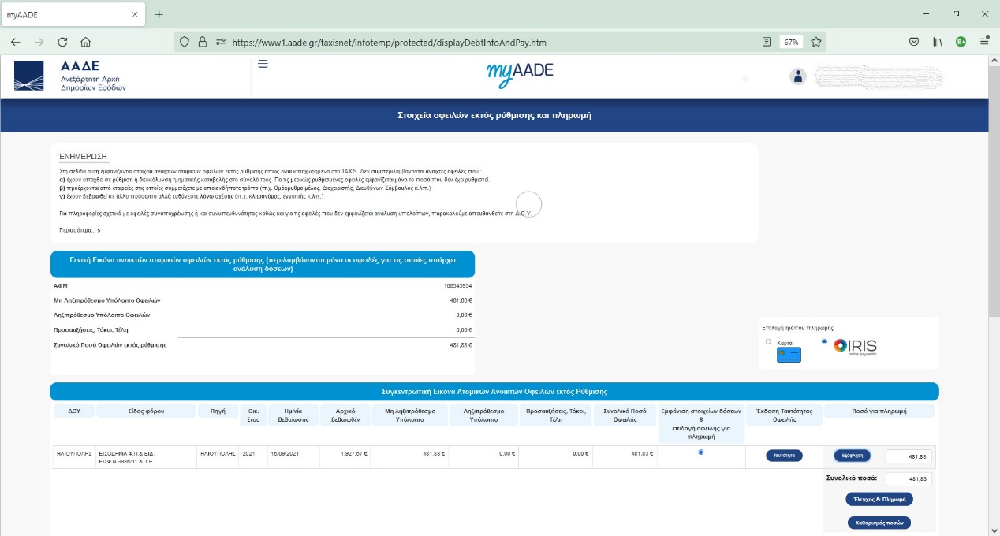 myAADE
https://www1.aade.gr/taxisnet/infotemp/protected/displayDebtInfoAndPay.htm
67%
ΑΑΔΕ
Ανεξάρτητη Αρχή
Δημοσίων Εσόδων
myAADE
Στοιχεία οφειλών εκτός ρύθμισης και πληρωμή
ΕΝΗΜΕΡΩΣΗ
Στη σελίδα αυτή εμφανίζονται στοιχεία ανοιχτών ατομικών οφειλών εκτός ρύθμισης όπως είναι καταχωρημένα στο TAXIS. Δεν συμπεριλαμβάνονται ανοιχτές οφειλές που :
α) έχουν υπαχθεί σε ρύθμιση ή διευκόλυνση τμηματικής καταβολής στο σύνολό τους. Για τις μερικώς ρυθμισμένες οφειλές εμφανίζεται μόνο το ποσό που δεν έχει ρυθμιστεί.
β) προέρχονται από εταιρείες στις οποίες συμμετέχετε με οποιονδήποτε τρόπο (π.χ. Ομόρρυθμο μέλος, Διαχειριστής, Διευθύνων Σύμβουλος κ.λπ.)
γ) έχουν βεβαιωθεί σε άλλο πρόσωπο αλλά ευθύνεστε λόγω σχέσης (π.χ. κληρονόμος, εγγυητής κ.λπ.)
Για πληροφορίες σχετικά με οφειλές συνυποχρέωσης ή και συνυπευθυνότητας καθώς και για τις οφειλές που δεν εμφανίζεται ανάλυση υπολοίπων, παρακαλούμε απευθυνθείτε στη Δ.Ο.Υ.
Περισσότερα... »
Γενική Εικόνα ανοικτών ατομικών οφειλών εκτός ρύθμισης (περιλαμβάνονται μόνο οι οφειλές για τις οποίες υπάρχει
ανάλυση δόσεων)
ΑΦΜ 108343934
Μη Ληξιπρόθεσμο Υπόλοιπο Οφειλών 481,83 €
Ληξιπρόθεσμο Υπόλοιπο Οφειλών 0,00 €
Προσαυξήσεις, Τόκοι, Τέλη 0,00 €
Συνολικό Ποσό Οφειλών εκτός ρύθμισης 481,83 €
Επιλογή τρόπου πληρωμής
Κάρτα
IRIS
online payments
Συγκεντρωτική Εικόνα Ατομικών Ανοικτών Οφειλών εκτός Ρύθμισης
ΔΟΥ Είδος φόρου Πηγή Οικ. Ημ/νία Αρχικό Μη Ληξιπρόθεσμο Ληξιπρόθεσμο Προσαυξήσεις, Τόκοι, Συνολικό Ποσό Εμφάνιση στοιχείων δόσεων Έκδοση Ταυτότητας Ποσό για πληρωμή
έτος Βεβαίωσης βεβαιωθέν Υπόλοιπο Υπόλοιπο Τέλη Οφειλής & Οφειλής
επιλογή οφειλής για
πληρωμή
ΗΛΙΟΥΠΟΛΗΣ ΕΙΣΟΔΗΜΑ Φ.Π.& ΕΙΔ. ΗΛΙΟΥΠΟΛΗΣ 2021 15/09/2021 1.927,67 € 481,83 € 0,00 € 0,00 € 481,83 € Ταυτότητα Εξόφληση 481,83
ΕΙΣΦ.Ν.3986/11 & Τ.Ε
Συνολικό ποσό: 481,83
Έλεγχος & Πληρωμή
Καθαρισμός ποσών